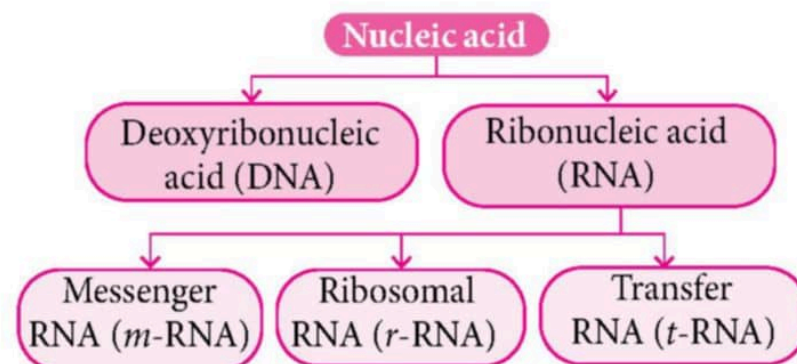 Nucleic acid
Deoxyribonucleic
acid (DNA)
Ribonucleic acid
(RNA)
Messenger
RNA (m-RNA)
Ribosomal
RNA (r-RNA)
Transfer
RNA (t-RNA)